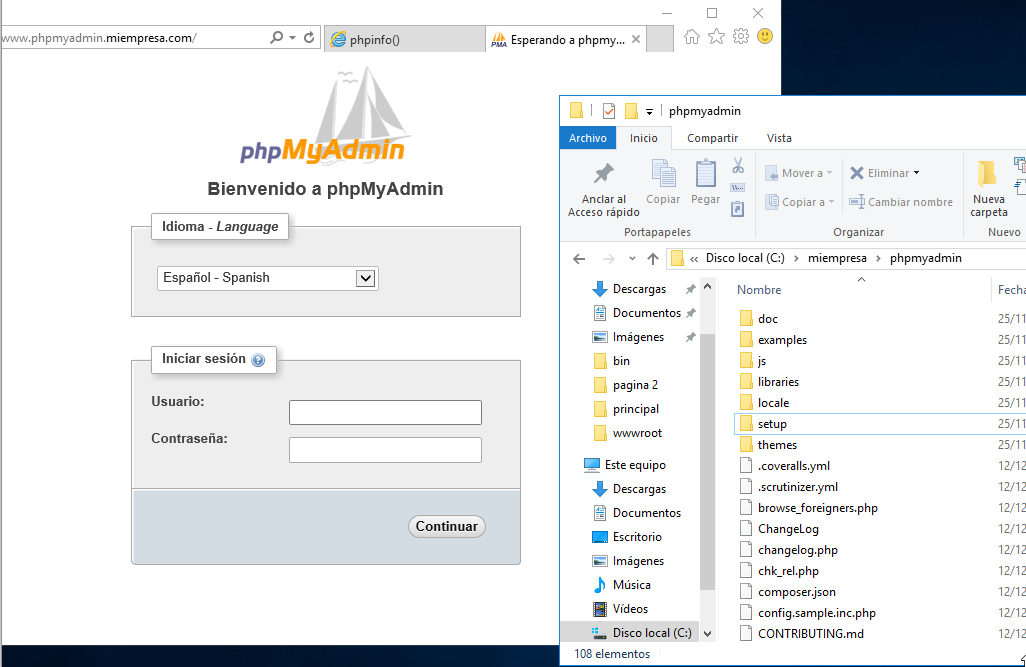 www.phpmyadmin.miempresa.com/
phpinfo()
Esperando a phpmy...
phpMyAdmin
Bienvenido a phpMyAdmin
Idioma - Language
Español - Spanish
Iniciar sesión
Usuario:
Contraseña:
Continuar
phpmyadmin
Archivo
Inicio
Compartir
Vista
Anclar al
Acceso rápido
Copiar
Pegar
Portapapeles
Mover a
Copiar a
Eliminar
Cambiar nombre
Organizar
Nueva
carpeta
Nuevo
« Disco local (C:) > miempresa > phpmyadmin
Descargas
Documentos
Imágenes
bin
pagina 2
principal
wwwroot
Este equipo
Descargas
Documentos
Escritorio
Imágenes
Música
Vídeos
Disco local (C:)
Nombre
Fecha
doc 25/11
examples 25/11
js 25/11
libraries 25/11
locale 25/11
setup 25/11
themes 25/11
.coveralls.yml 12/12
.scrutinizer.yml 12/12
browse_foreigners.php 12/12
ChangeLog 12/12
changelog.php 12/12
chk_rel.php 12/12
composer.json 12/12
config.sample.inc.php 12/12
CONTRIBUTING.md 12/12
108 elementos